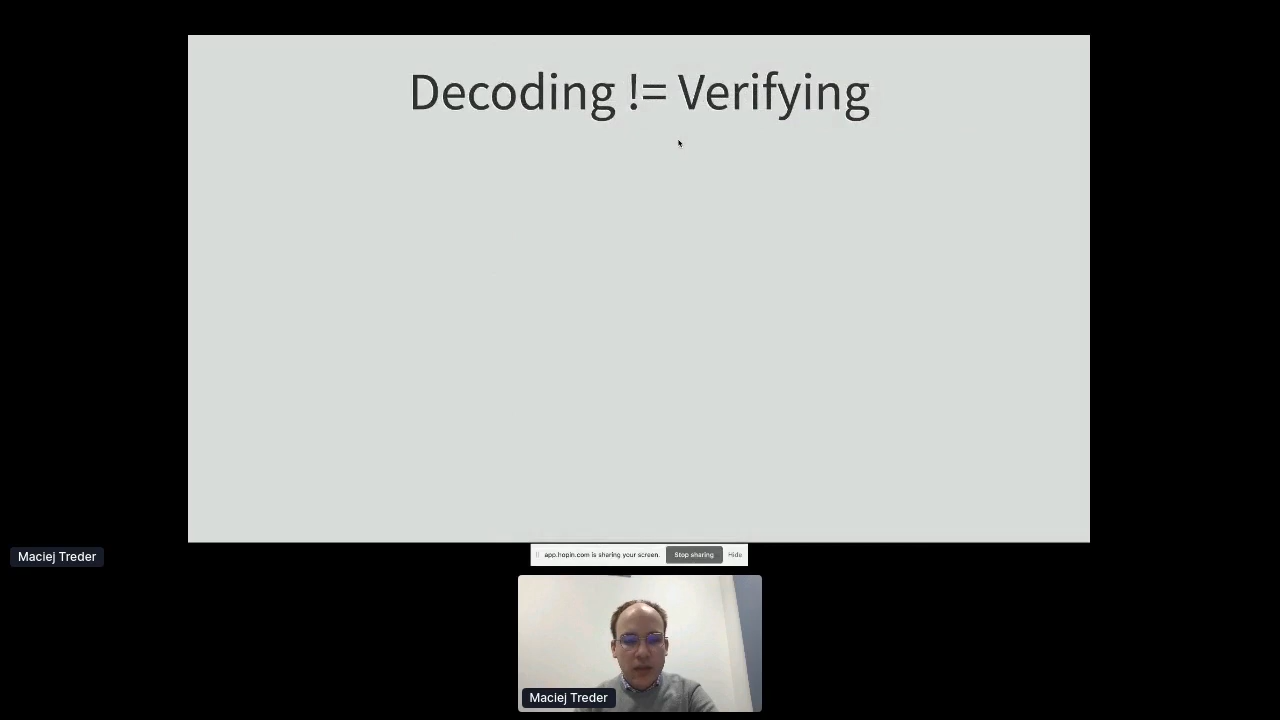 Decoding != Verifying
Maciej Treder
app.hopin.com is sharing your screen.
Stop sharing
Hide
Maciej Treder